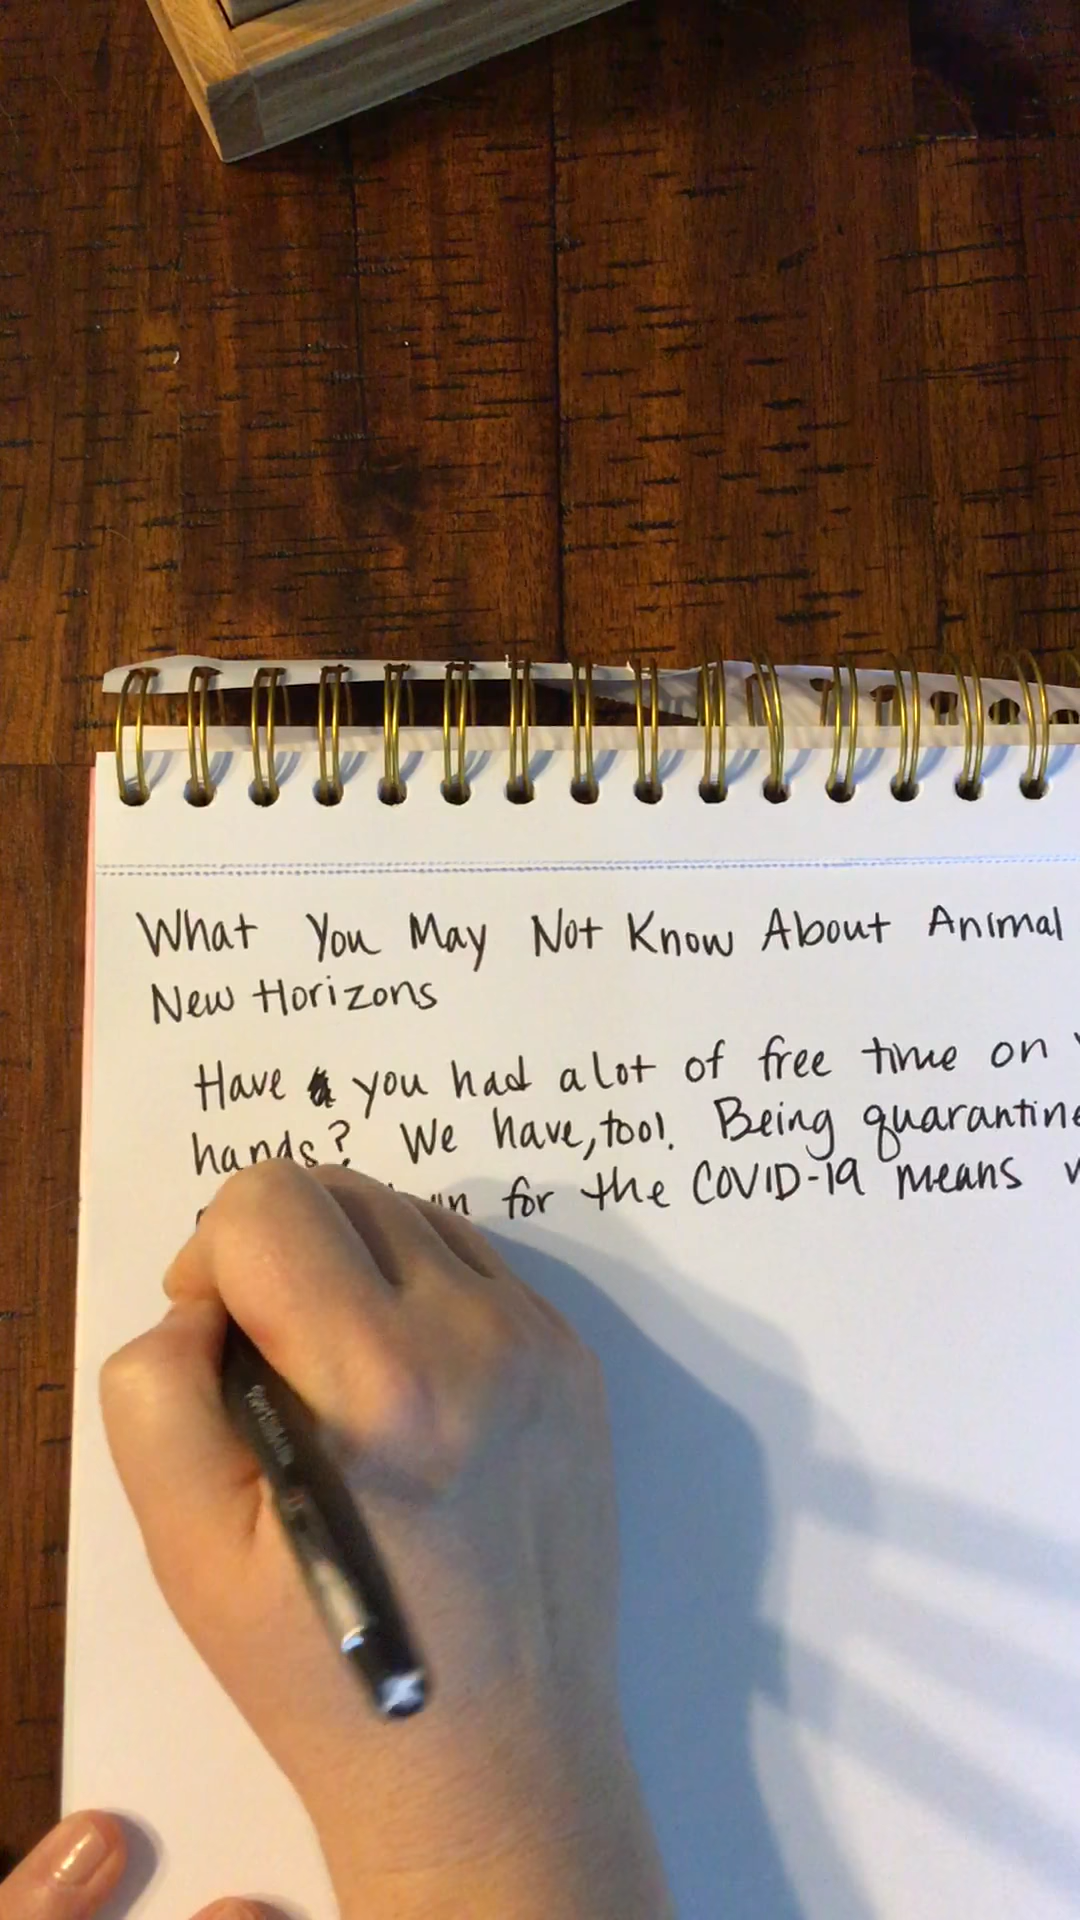 What You May Not Know About Animal
New Horizons
Have you had a lot of free time on
hands? We have, too!. Being quarantine
for the COVID-19 means